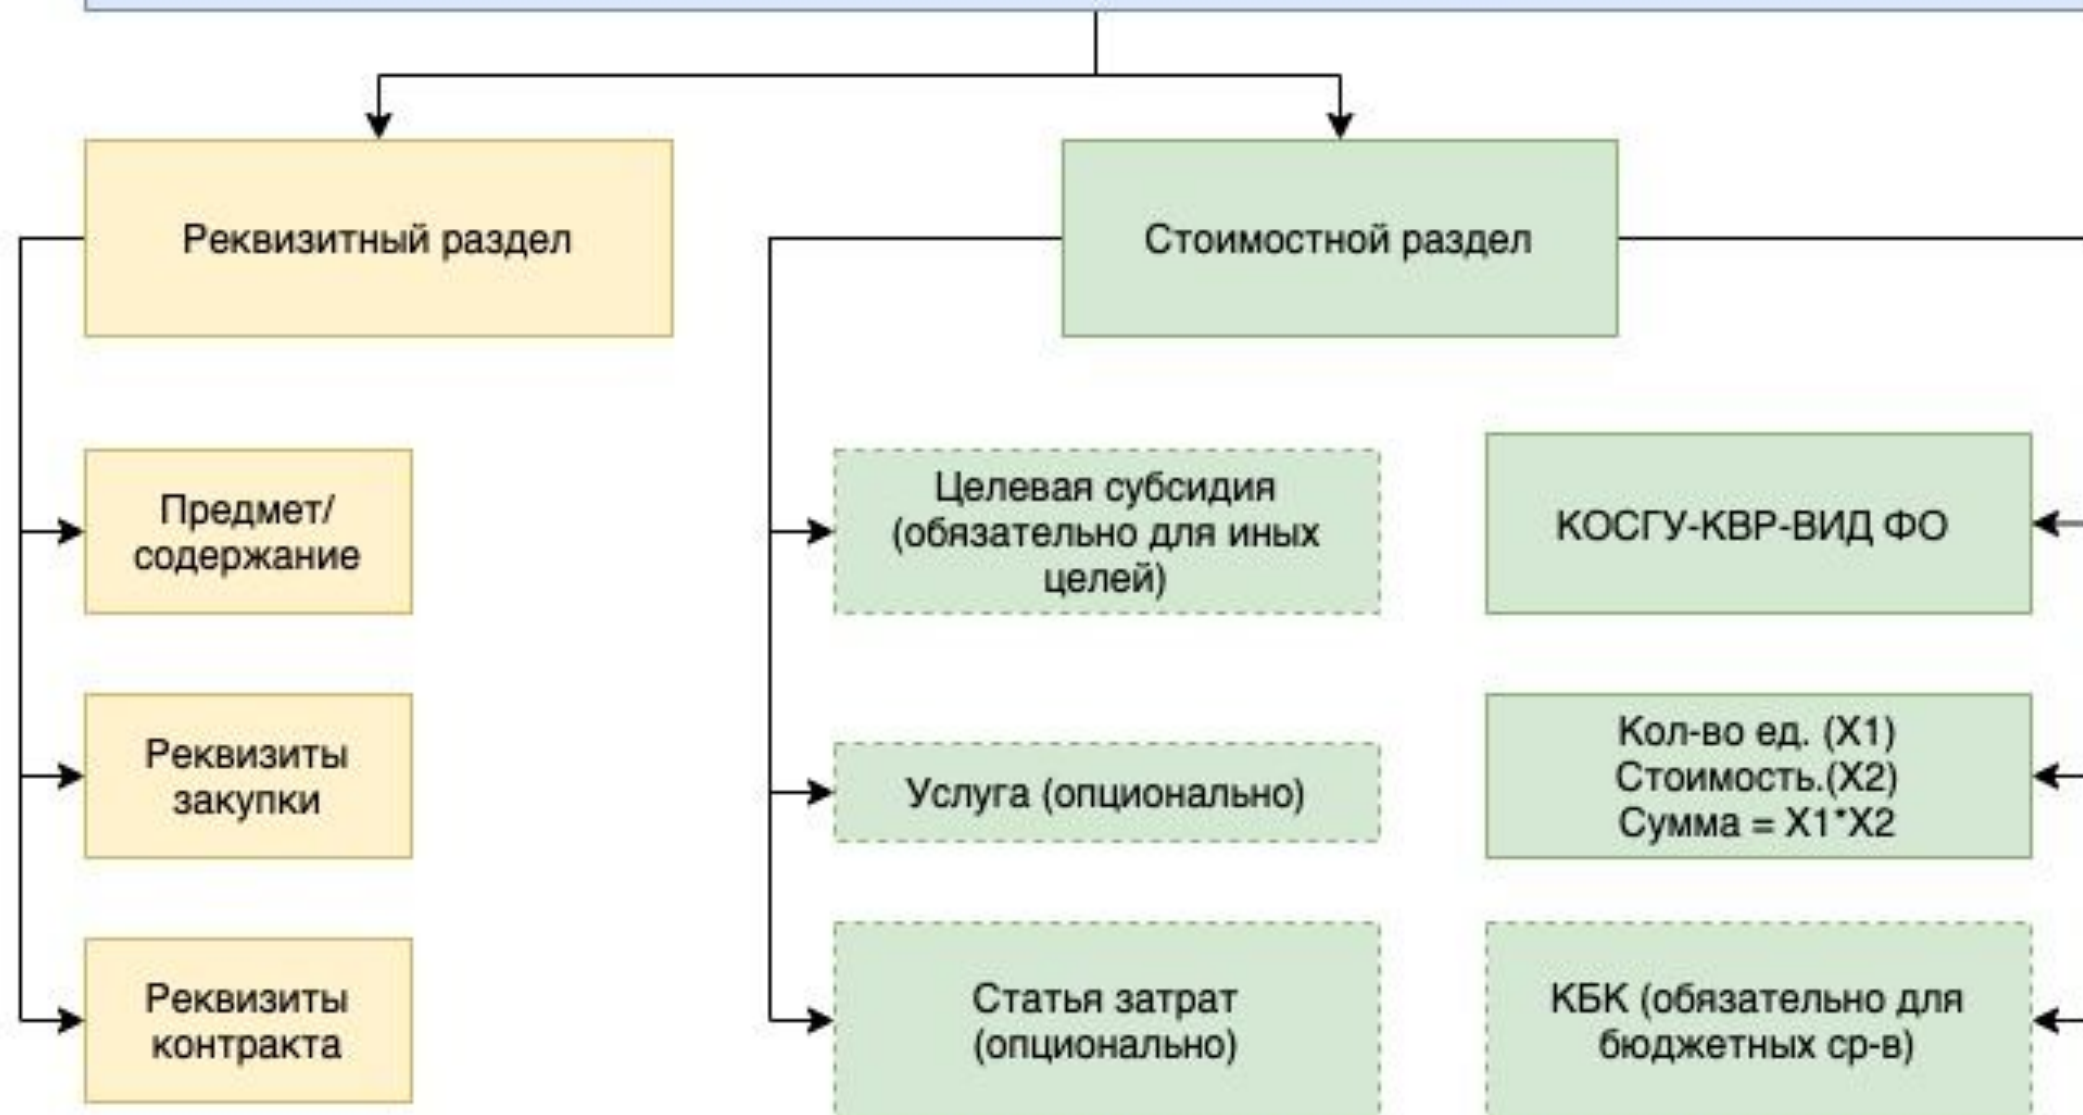 Реквизитный раздел
Стоимостной раздел
Предмет/
содержание
Реквизиты
закупки
Реквизиты
контракта
Целевая субсидия
(обязательно для иных
целей)
Услуга (опционально)
Статья затрат
(опционально)
КОСГУ-КВР-ВИД ФО
Кол-во ед. (X1)
Стоимость.(X2)
Сумма = X1*X2
КБК (обязательно для
бюджетных ср-в)